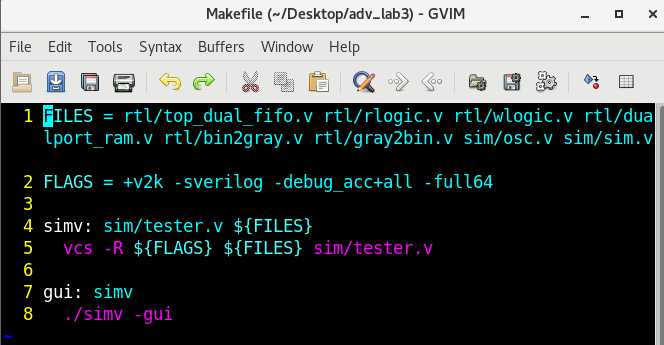 Makefile (~/Desktop/adv_lab3) - GVIM
File Edit Tools Syntax Buffers Window Help
1 FILES = rtl/top_dual_fifo.v rtl/rlogic.v rtl/wlogic.v rtl/dua
lport_ram.v rtl/bin2gray.v rtl/gray2bin.v sim/osc.v sim/sim.v
2 FLAGS = +v2k -sverilog -debug_acc+all -full64
3
4 simv: sim/tester.v ${FILES}
5   vcs -R ${FLAGS} ${FILES} sim/tester.v
6
7 gui: simv
8   ./simv -gui
~